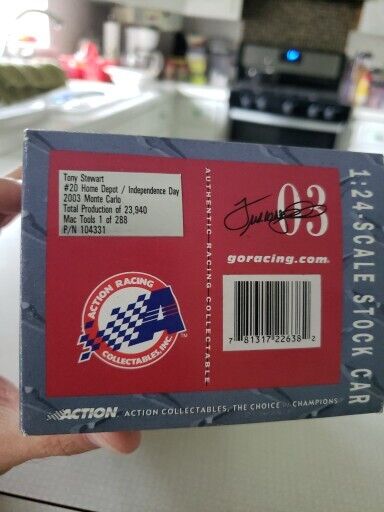 Tony Stewart
#20 Home Depot / Independence Day
2003 Monte Carlo
Total Production of 23,940
Mac Tools 1 of 288
P/N 104331
AUTHENTIC RACING COLLECTABLE
03
goracing.com™
7 81317 22638 2
ACTION RACING
COLLECTABLES, INC.
™
1:24-SCALE STOCK CAR
ACTION ACTION COLLECTABLES, THE CHOICE OF CHAMPIONS